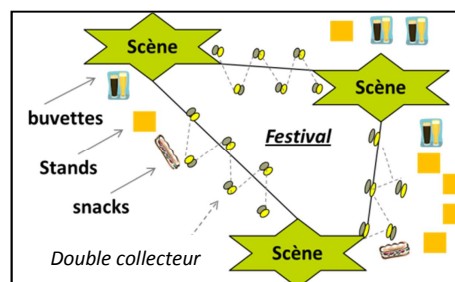 Scène
Scène
buvettes
Festival
Stands
snacks
Scène
Double collecteur